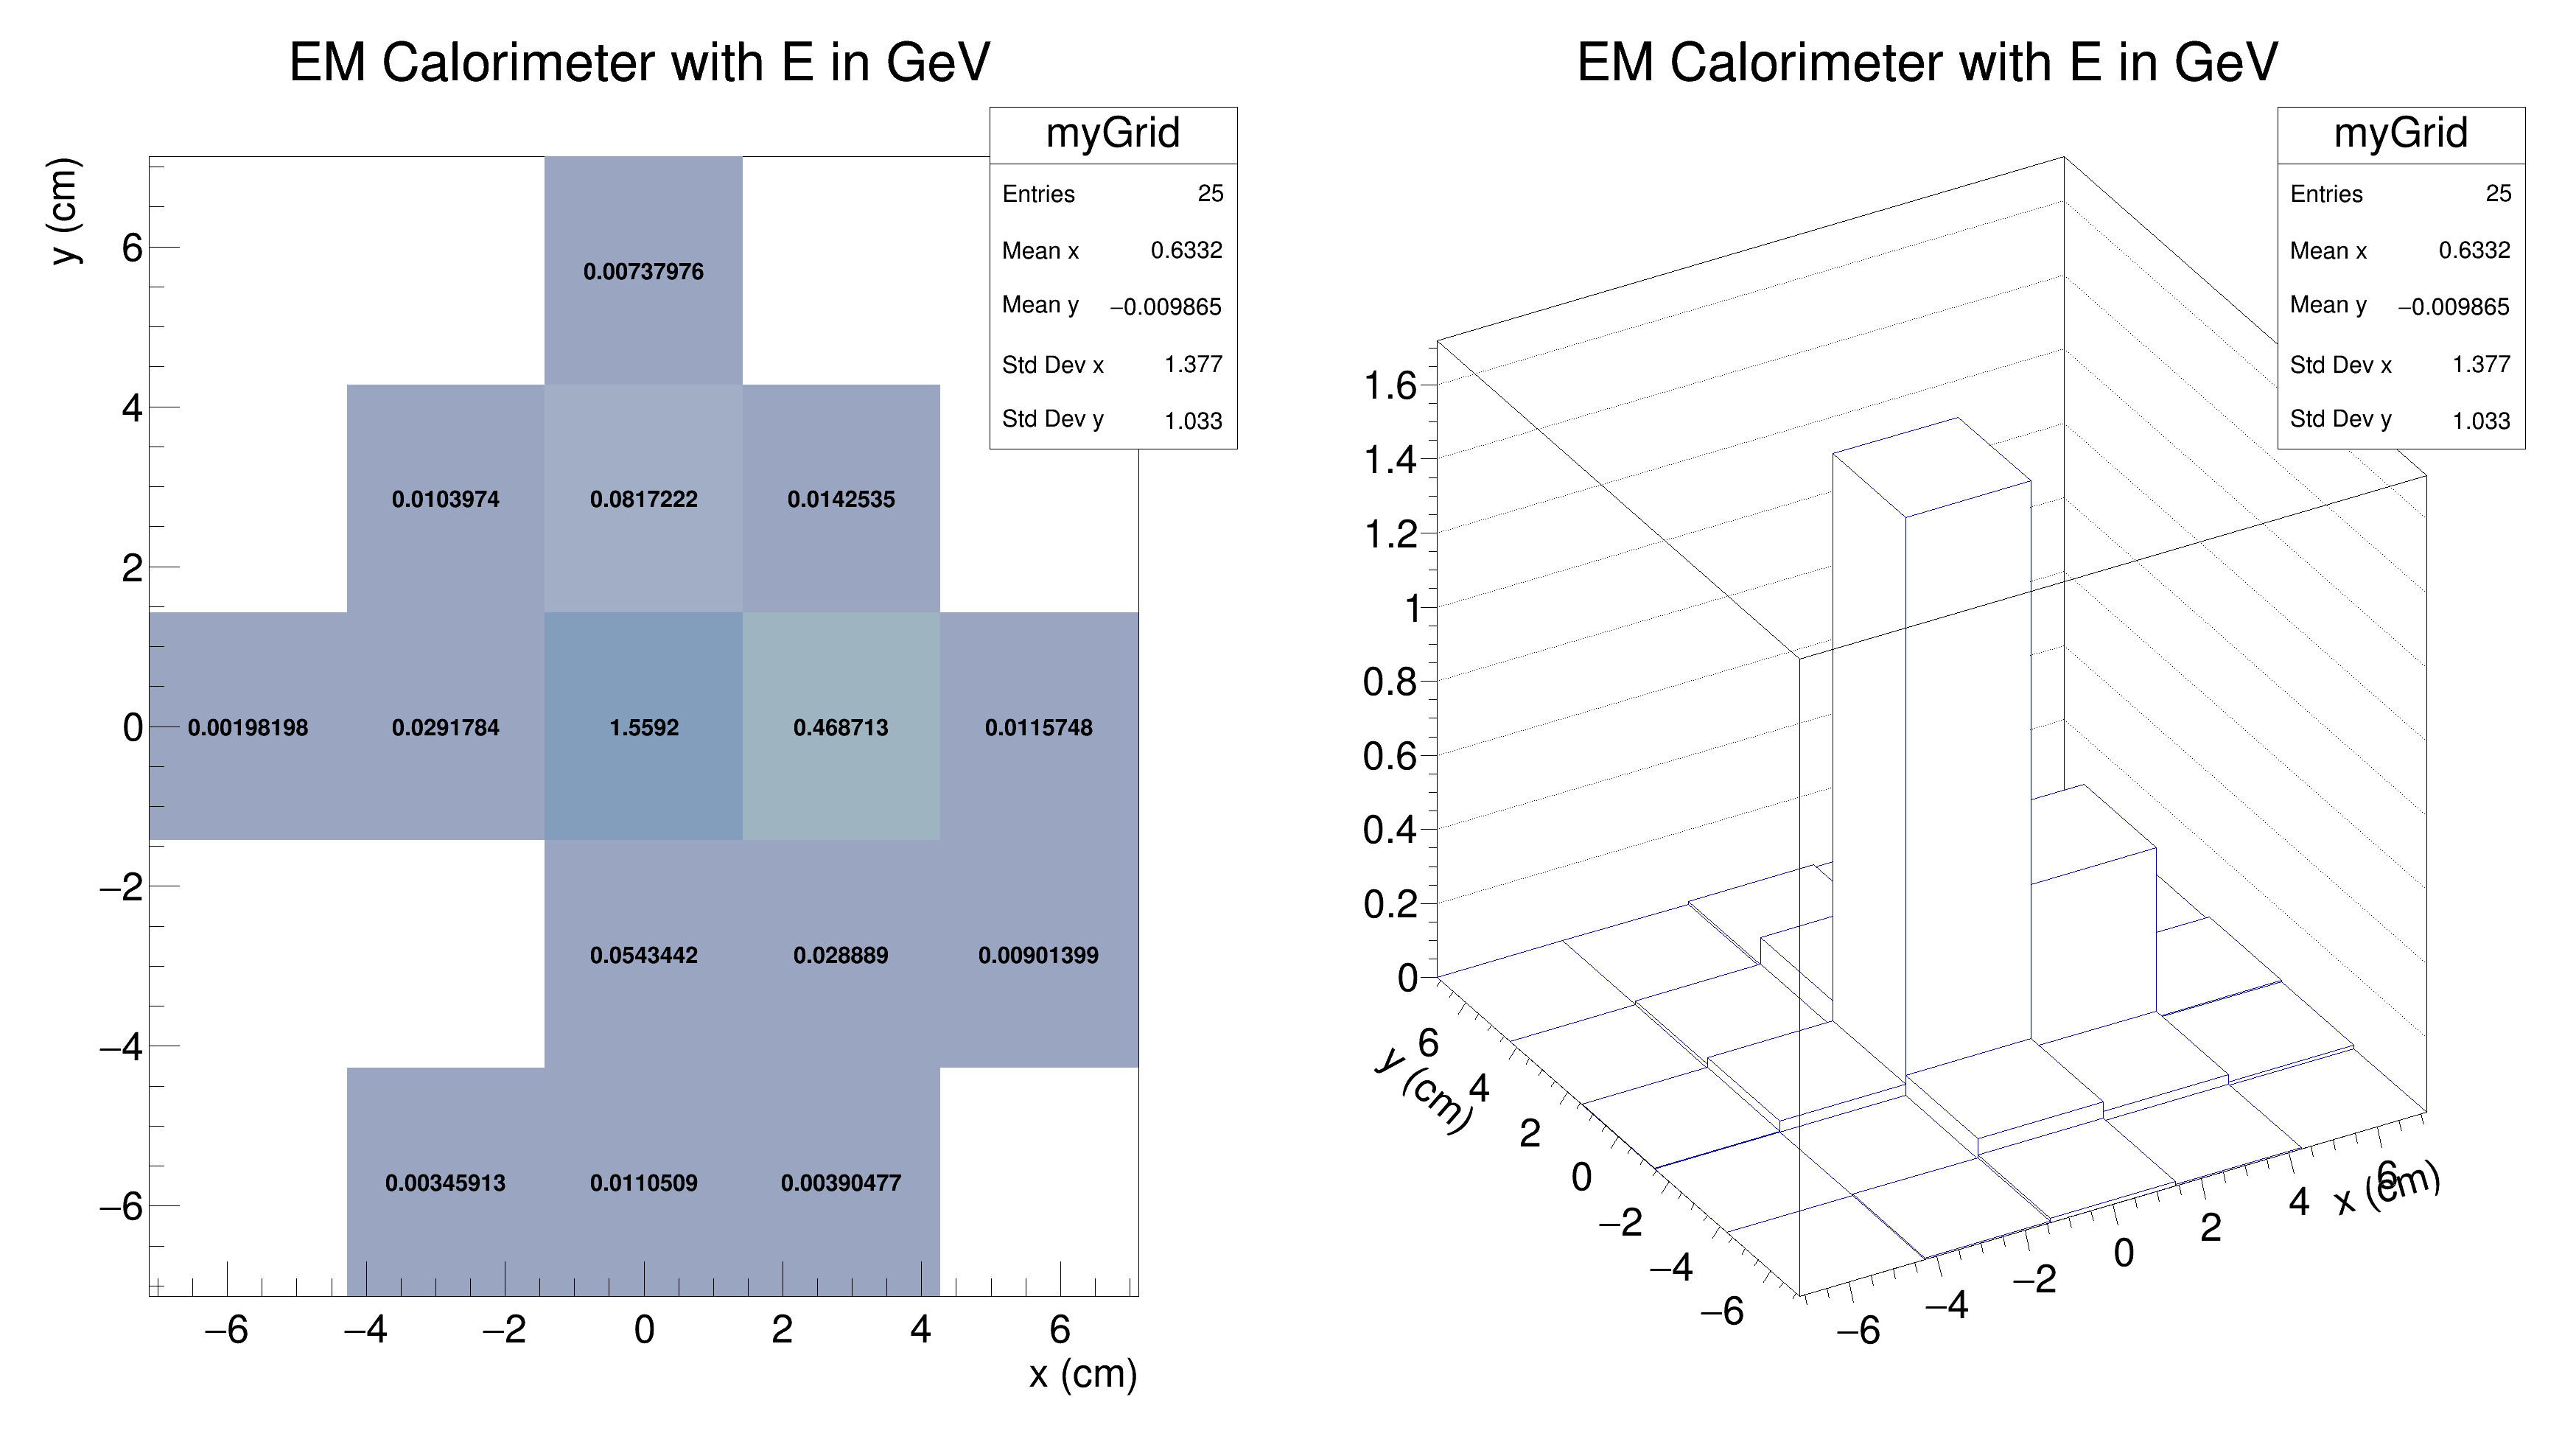 EM Calorimeter with E in GeV
myGrid
Entries 25
Mean x 0.6332
Mean y −0.009865
Std Dev x 1.377
Std Dev y 1.033
y (cm)
6
4
2
0
−2
−4
−6
0.00737976
0.0103974 0.0817222 0.0142535
0.00198198 0.0291784 1.5592 0.468713 0.0115748
0.0543442 0.028889 0.00901399
0.00345913 0.0110509 0.00390477
−6 −4 −2 0 2 4 6
x (cm)
EM Calorimeter with E in GeV
myGrid
Entries 25
Mean x 0.6332
Mean y −0.009865
Std Dev x 1.377
Std Dev y 1.033
1.6
1.4
1.2
1
0.8
0.6
0.4
0.2
0
y (cm)
6
4
2
0
−2
−4
−6
−6 −4 −2 0 2 4 6
x (cm)